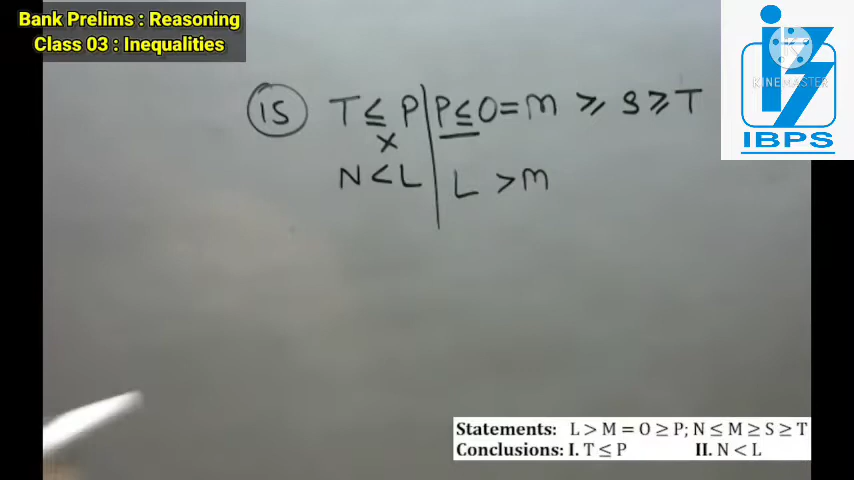 Bank Prelims : Reasoning
Class 03 : Inequalities
KINEMASTER
IBPS
15 T ≤ P | P ≤ O = M ≥ S ≥ T
×
N < L | L > M
Statements: L > M = O ≥ P; N ≤ M ≥ S ≥ T
Conclusions: I. T ≤ P II. N < L